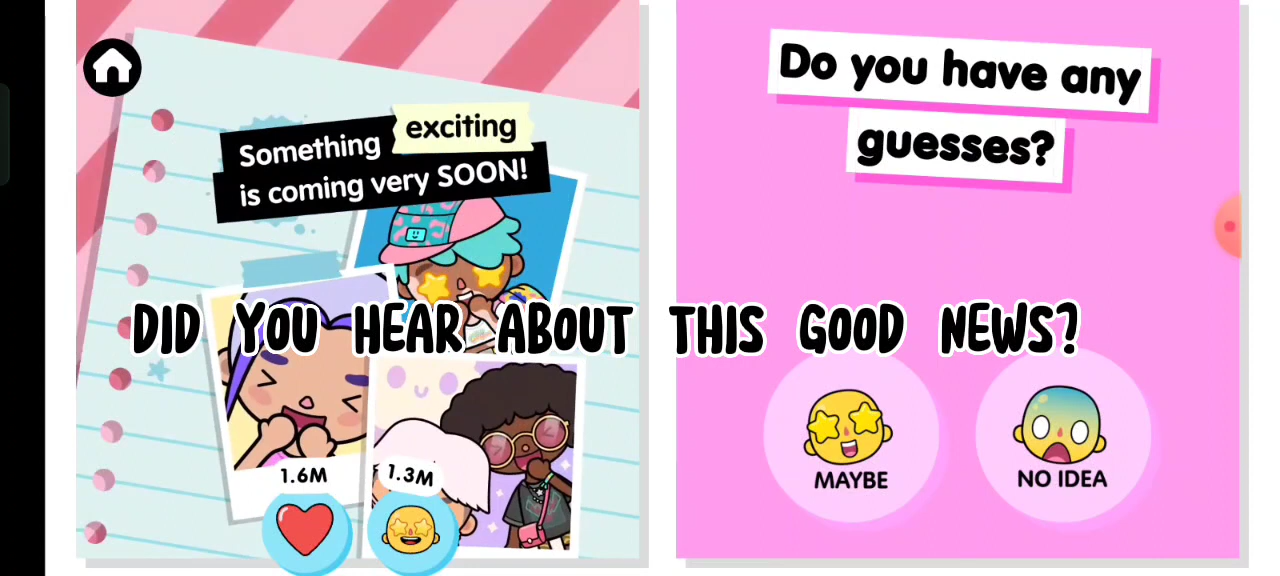 Something exciting
is coming very SOON!
Do you have any
guesses?
DID YOU HEAR ABOUT THIS GOOD NEWS?
1.6M
1.3M
MAYBE
NO IDEA